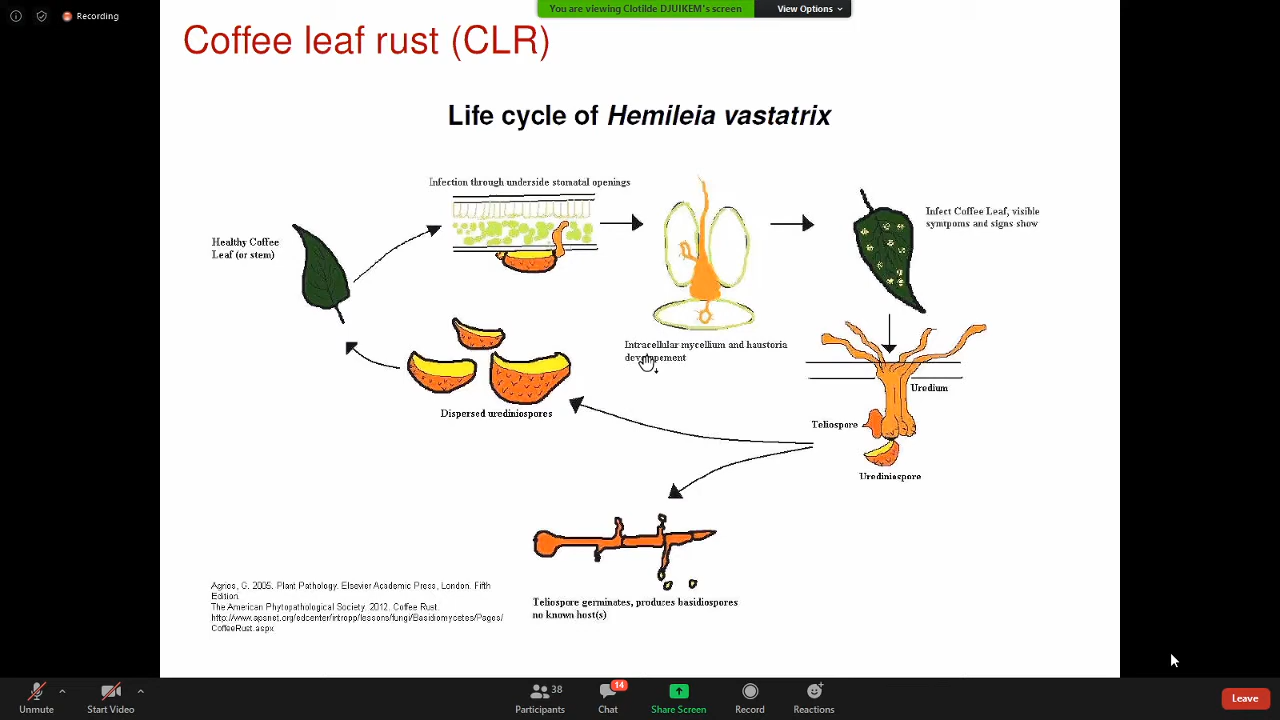 Recording
You are viewing Clotilde DJUIKEM's screen
View Options
Coffee leaf rust (CLR)
Life cycle of Hemileia vastatrix
Infection through underside stomatal openings
Infect Coffee Leaf, visible
symtpoms and signs show
Healthy Coffee
Leaf (or stem)
Intracellular mycellium and haustoria
developpement
Uredium
Dispersed urediniospores
Teliospore
Urediniospore
Agrios, G. 2005. Plant Pathology. Elsevier Academic Press, London. Fifth
Edition.
The American Phytopathological Society. 2012. Coffee Rust.
http://www.apsnet.org/edcenter/intropp/lessons/fungi/Basidiomycetes/Pages/
CoffeeRust.aspx
Teliospore germinates, produces basidiospores
no known host(s)
38
14
Unmute
Start Video
Participants
Chat
Share Screen
Record
Reactions
Leave